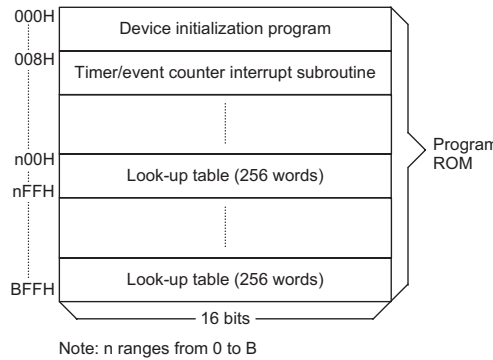 000H
Device initialization program
008H
Timer/event counter interrupt subroutine
n00H
Look-up table (256 words)
nFFH
Program
ROM
Look-up table (256 words)
BFFH
16 bits
Note: n ranges from 0 to B